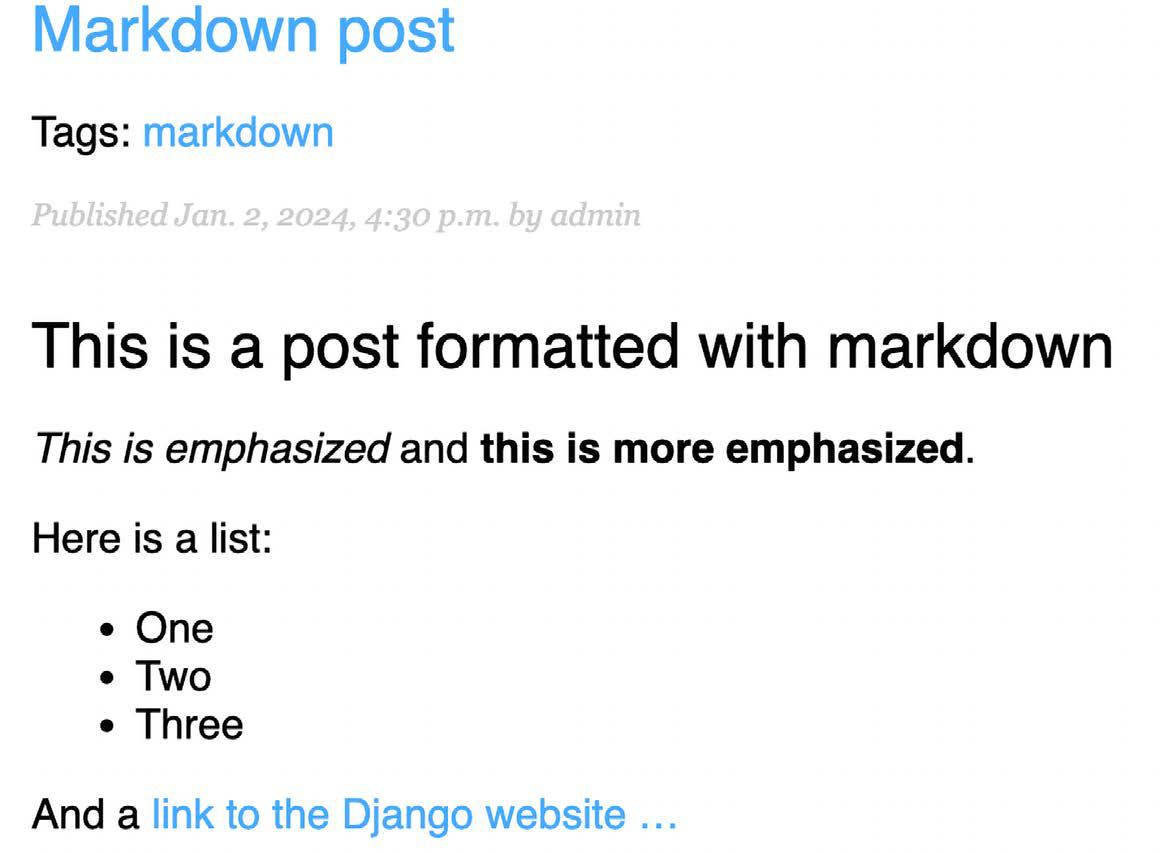 Markdown post
Tags: markdown
Published Jan. 2, 2024, 4:30 p.m. by admin
This is a post formatted with markdown
This is emphasized and this is more emphasized.
Here is a list:
• One
• Two
• Three
And a link to the Django website …